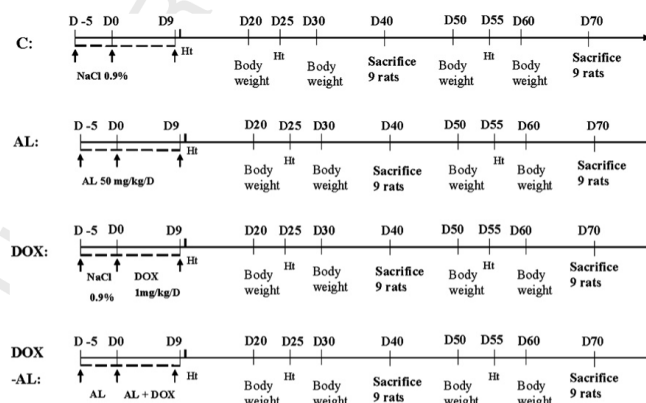 D -5 D0 D9 D20 D25 D30 D40 D50 D55 D60 D70
C:
Ht Ht Ht
NaCl 0.9%
Body weight Body weight Sacrifice 9 rats Body weight Body weight Sacrifice 9 rats
D -5 D0 D9 D20 D25 D30 D40 D50 D55 D60 D70
AL:
Ht Ht Ht
AL 50 mg/kg/D
Body weight Body weight Sacrifice 9 rats Body weight Body weight Sacrifice 9 rats
D -5 D0 D9 D20 D25 D30 D40 D50 D55 D60 D70
DOX:
Ht Ht Ht
NaCl 0.9% DOX 1mg/kg/D
Body weight Body weight Sacrifice 9 rats Body weight Body weight Sacrifice 9 rats
D -5 D0 D9 D20 D25 D30 D40 D50 D55 D60 D70
DOX
-AL:
Ht Ht Ht
AL AL + DOX
Body weight Body weight Sacrifice 9 rats Body weight Body weight Sacrifice 9 rats